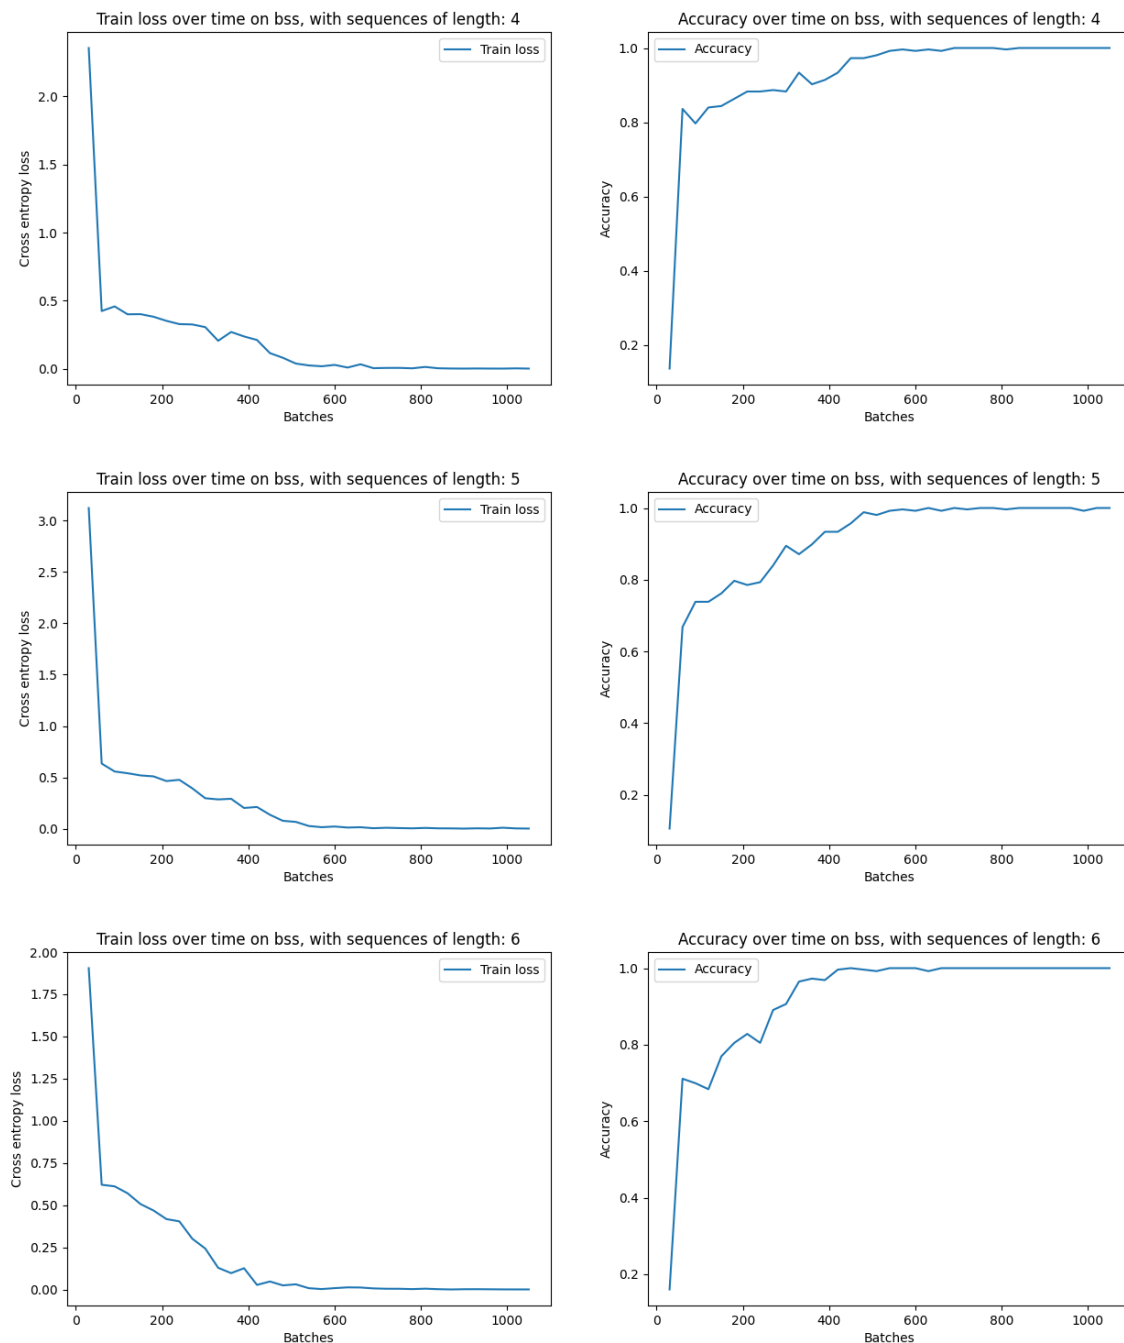 Train loss over time on bss, with sequences of length: 4
Train loss
2.0
1.5
1.0
0.5
0.0
Cross entropy loss
0 200 400 600 800 1000
Batches
Accuracy over time on bss, with sequences of length: 4
Accuracy
1.0
0.8
0.6
0.4
0.2
Accuracy
0 200 400 600 800 1000
Batches
Train loss over time on bss, with sequences of length: 5
Train loss
3.0
2.5
2.0
1.5
1.0
0.5
0.0
Cross entropy loss
0 200 400 600 800 1000
Batches
Accuracy over time on bss, with sequences of length: 5
Accuracy
1.0
0.8
0.6
0.4
0.2
Accuracy
0 200 400 600 800 1000
Batches
Train loss over time on bss, with sequences of length: 6
Train loss
2.00
1.75
1.50
1.25
1.00
0.75
0.50
0.25
0.00
Cross entropy loss
0 200 400 600 800 1000
Batches
Accuracy over time on bss, with sequences of length: 6
Accuracy
1.0
0.8
0.6
0.4
0.2
Accuracy
0 200 400 600 800 1000
Batches